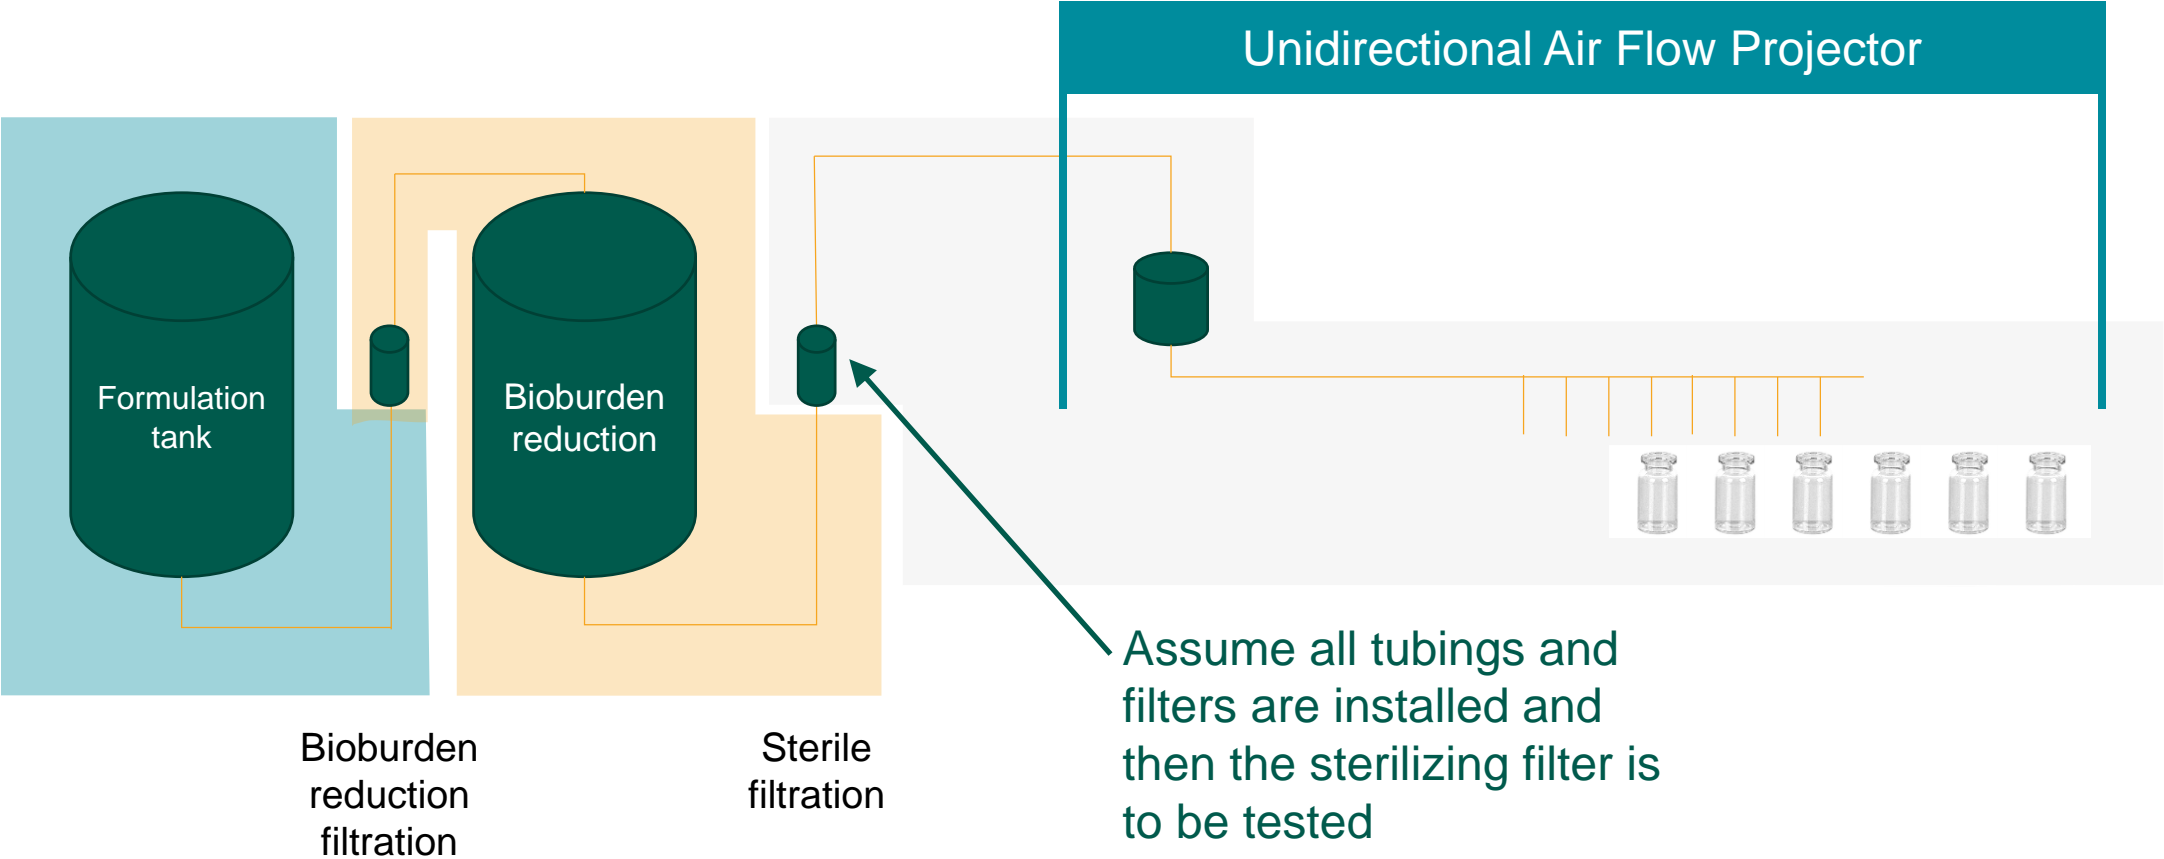 Unidirectional Air Flow Projector
Formulation
tank
Bioburden
reduction
Bioburden
reduction
filtration
Sterile
filtration
Assume all tubings and
filters are installed and
then the sterilizing filter is
to be tested